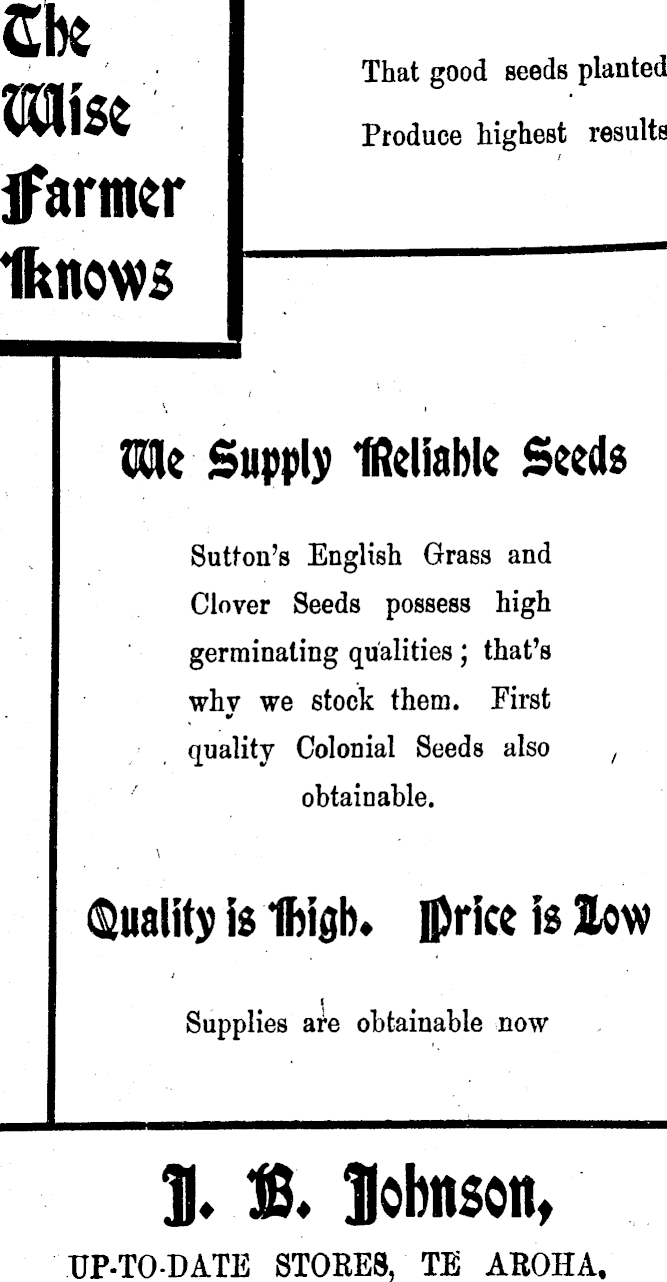 The
Wise
Farmer
Knows
That good seeds planted
Produce highest results
We Supply Reliable Seeds
Sutton's English Grass and
Clover Seeds possess high
germinating qualities; that's
why we stock them. First
quality Colonial Seeds also
obtainable.
Quality is High. Price is Low
Supplies are obtainable now
J. B. Johnson,
UP-TO-DATE STORES, TE AROHA.